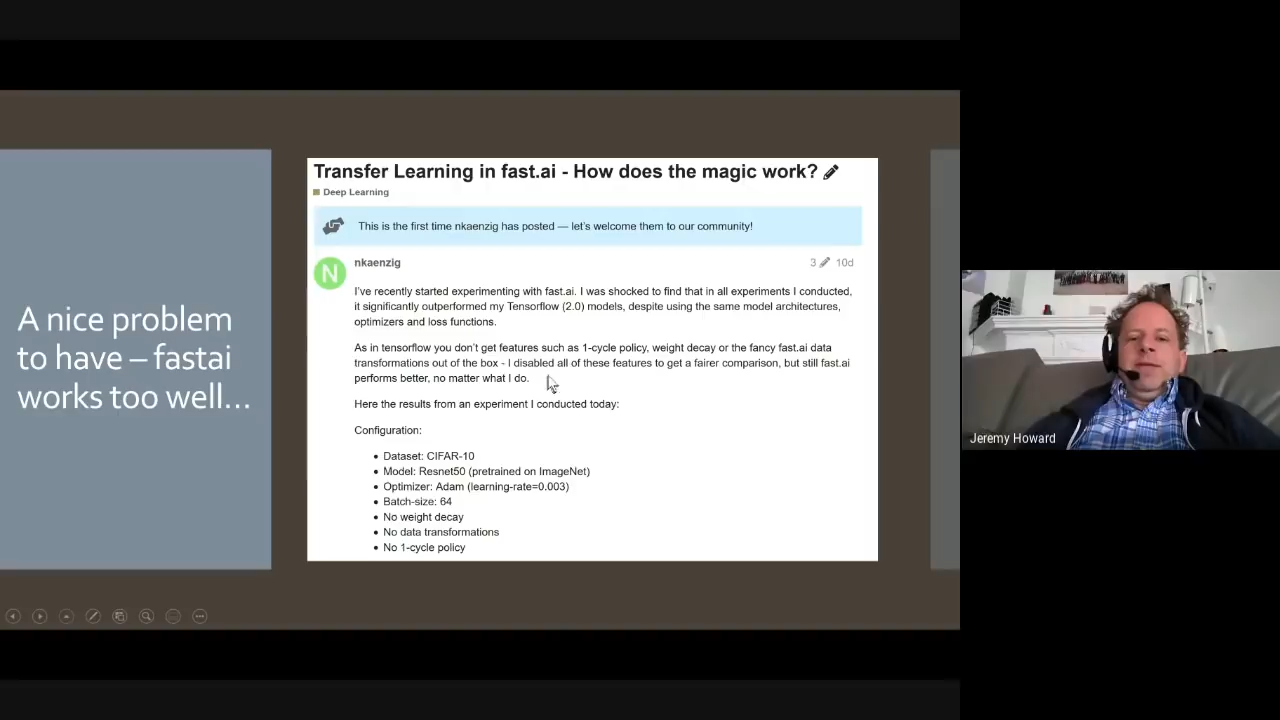 A nice problem
to have – fastai
works too well…
Transfer Learning in fast.ai - How does the magic work?
Deep Learning
This is the first time nkaenzig has posted — let's welcome them to our community!
N
nkaenzig
3
10d
I've recently started experimenting with fast.ai. I was shocked to find that in all experiments I conducted,
it significantly outperformed my Tensorflow (2.0) models, despite using the same model architectures,
optimizers and loss functions.
As in tensorflow you don't get features such as 1-cycle policy, weight decay or the fancy fast.ai data
transformations out of the box - I disabled all of these features to get a fairer comparison, but still fast.ai
performs better, no matter what I do.
Here the results from an experiment I conducted today:
Configuration:
• Dataset: CIFAR-10
• Model: Resnet50 (pretrained on ImageNet)
• Optimizer: Adam (learning-rate=0.003)
• Batch-size: 64
• No weight decay
• No data transformations
• No 1-cycle policy
Jeremy Howard